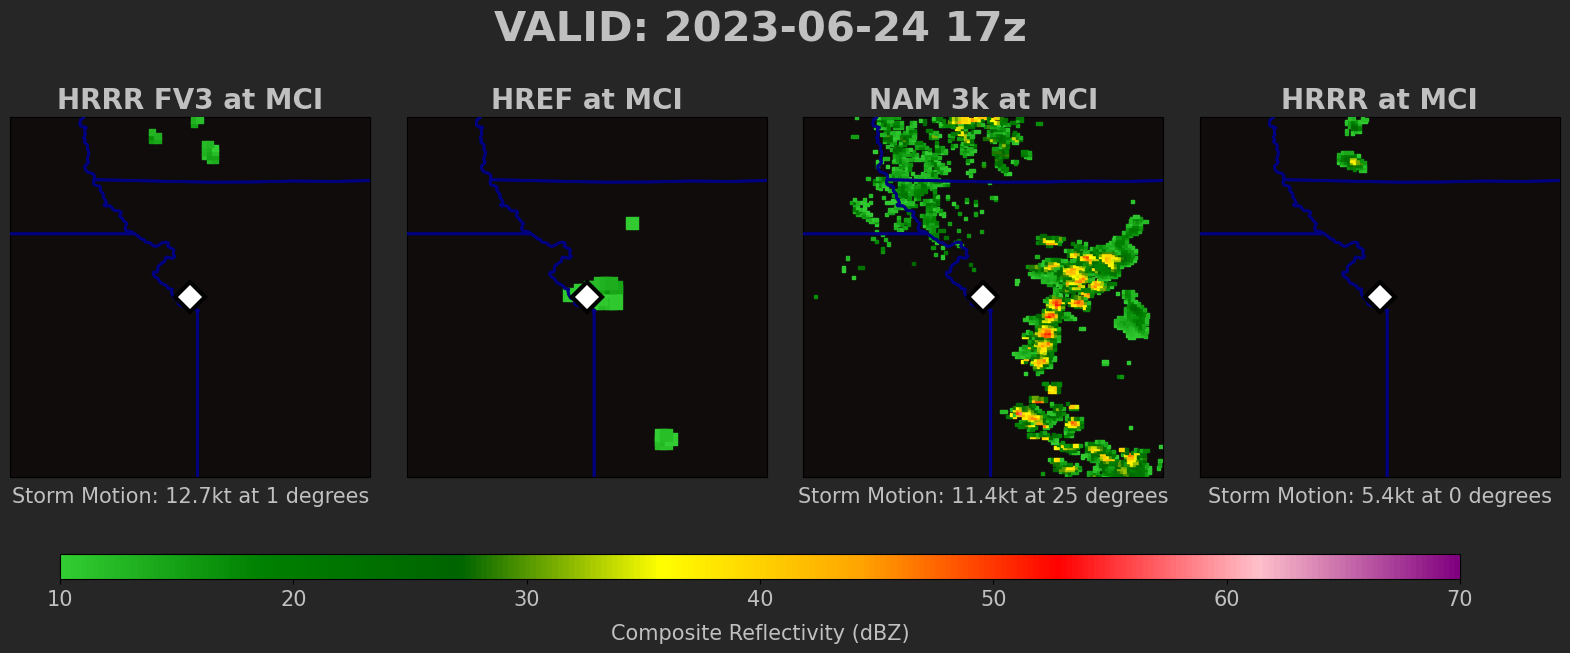 VALID: 2023-06-24 17z
HRRR FV3 at MCI
HREF at MCI
NAM 3k at MCI
HRRR at MCI
Storm Motion: 12.7kt at 1 degrees
Storm Motion: 11.4kt at 25 degrees
Storm Motion: 5.4kt at 0 degrees
10 20 30 40 50 60 70
Composite Reflectivity (dBZ)